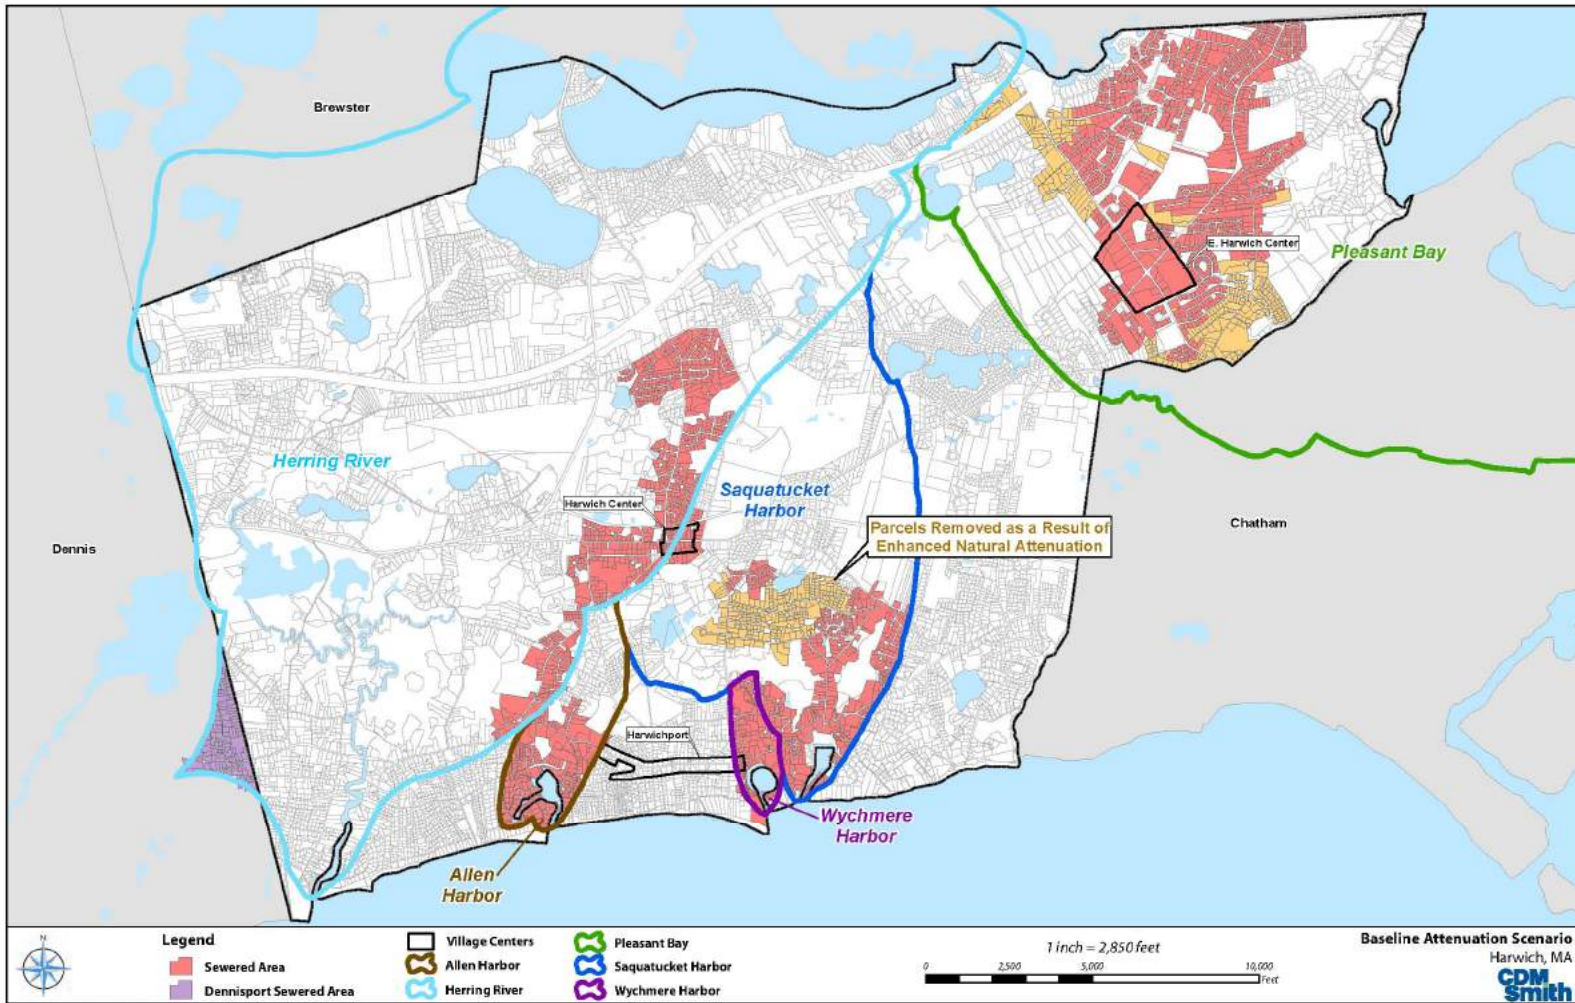 Brewster
E. Harwich Center
Pleasant Bay
Herring River
Harwich Center
Saquatucket
Harbor
Parcels Removed as a Result of
Enhanced Natural Attenuation
Chatham
Dennis
Harwichport
Wychmere
Harbor
Allen
Harbor
N
Legend
Sewered Area
Dennisport Sewered Area
Village Centers
Allen Harbor
Herring River
Pleasant Bay
Saquatucket Harbor
Wychmere Harbor
1 inch = 2,850 feet
0 2,500 5,000 10,000
Feet
Baseline Attenuation Scenario
Harwich, MA
CDM
Smith